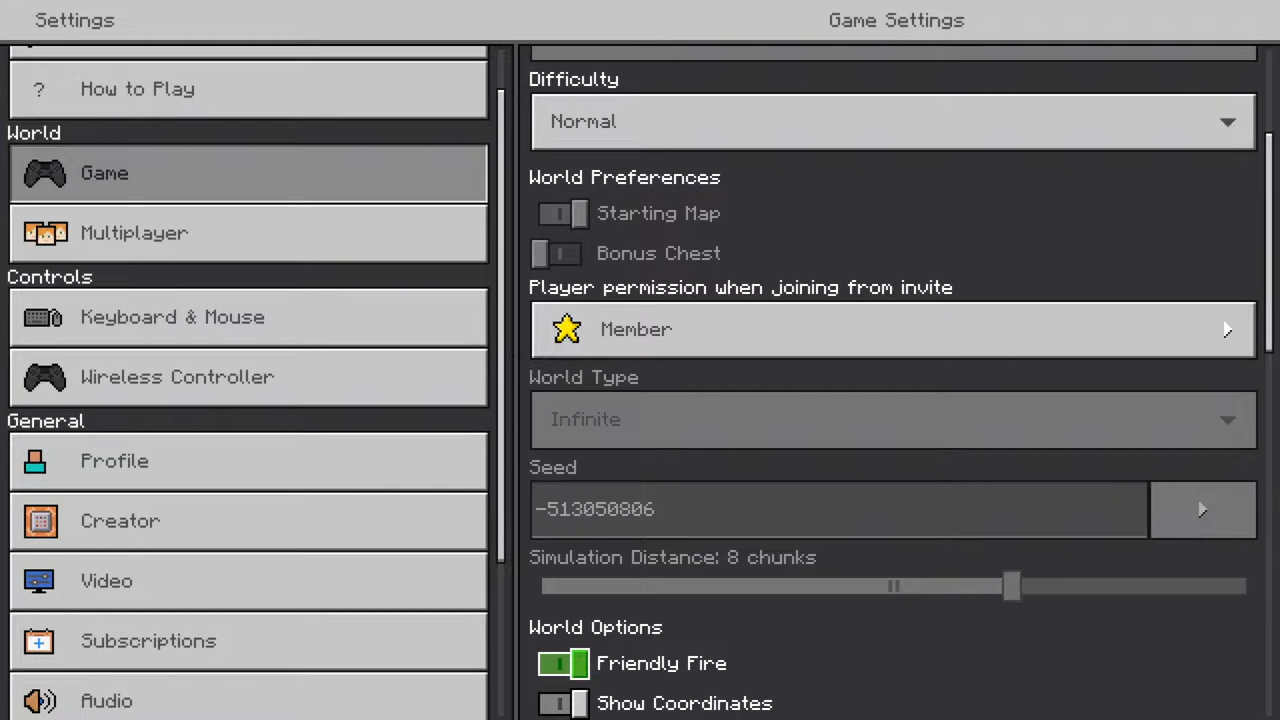 Settings
Game Settings
? How to Play
World
Game
Multiplayer
Controls
Keyboard & Mouse
Wireless Controller
General
Profile
Creator
Video
Subscriptions
Audio
Difficulty
Normal
World Preferences
Starting Map
Bonus Chest
Player permission when joining from invite
Member
World Type
Infinite
Seed
-513050806
Simulation Distance: 8 chunks
World Options
Friendly Fire
Show Coordinates